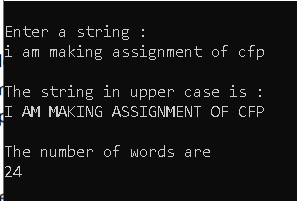 Enter a string :
i am making assignment of cfp
The string in upper case is :
I AM MAKING ASSIGNMENT OF CFP
The number of words are
24